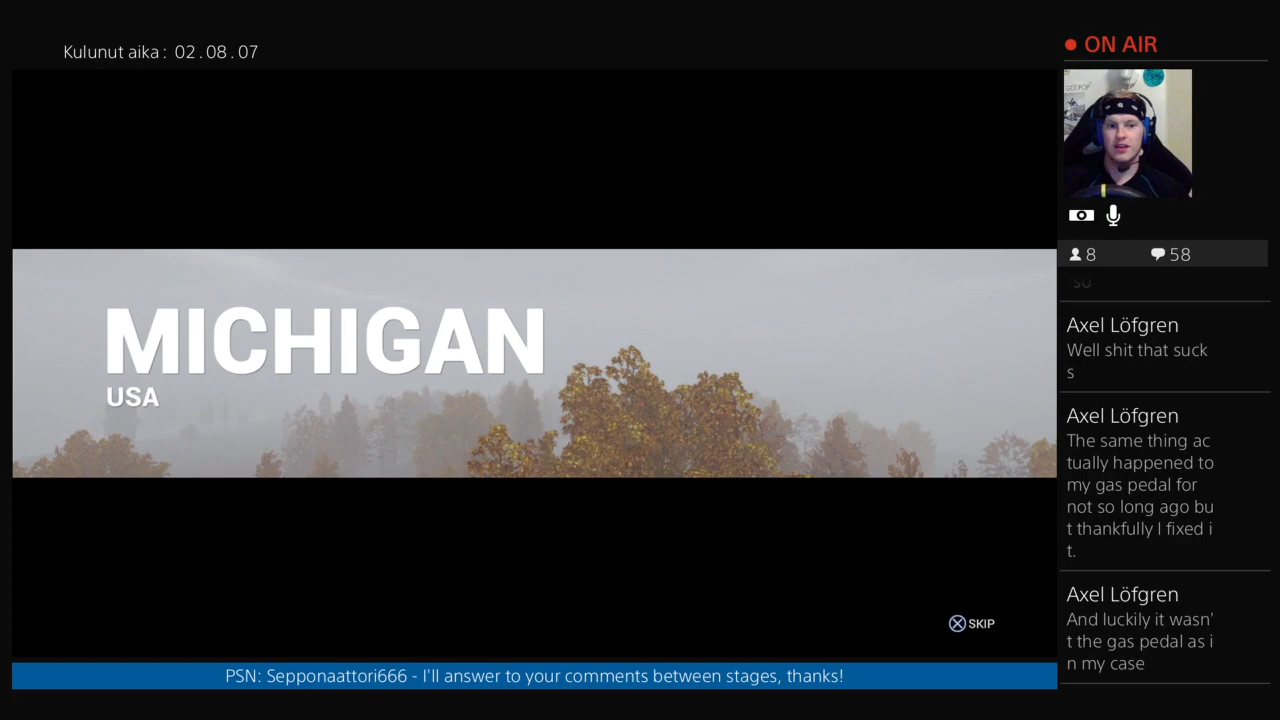 Kulunut aika : 02.08.07
ON AIR
8
58
so
Axel Löfgren
Well shit that suck
s
Axel Löfgren
The same thing ac
tually happened to
my gas pedal for
not so long ago bu
t thankfully I fixed i
t.
Axel Löfgren
And luckily it wasn'
t the gas pedal as i
n my case
MICHIGAN
USA
SKIP
PSN: Sepponaattori666 - I'll answer to your comments between stages, thanks!